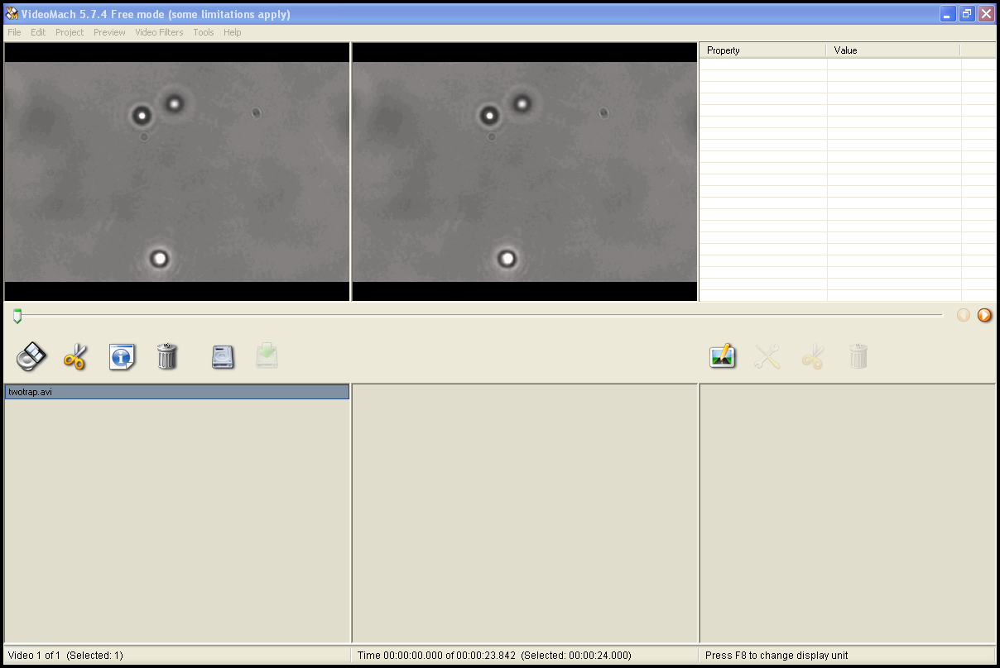 VideoMach 5.7.4 Free mode (some limitations apply)
File Edit Project Preview Video Filters Tools Help
Property Value
twotrap.avi
Video 1 of 1 (Selected: 1) Time 00:00:00.000 of 00:00:23.842 (Selected: 00:00:24.000) Press F8 to change display unit